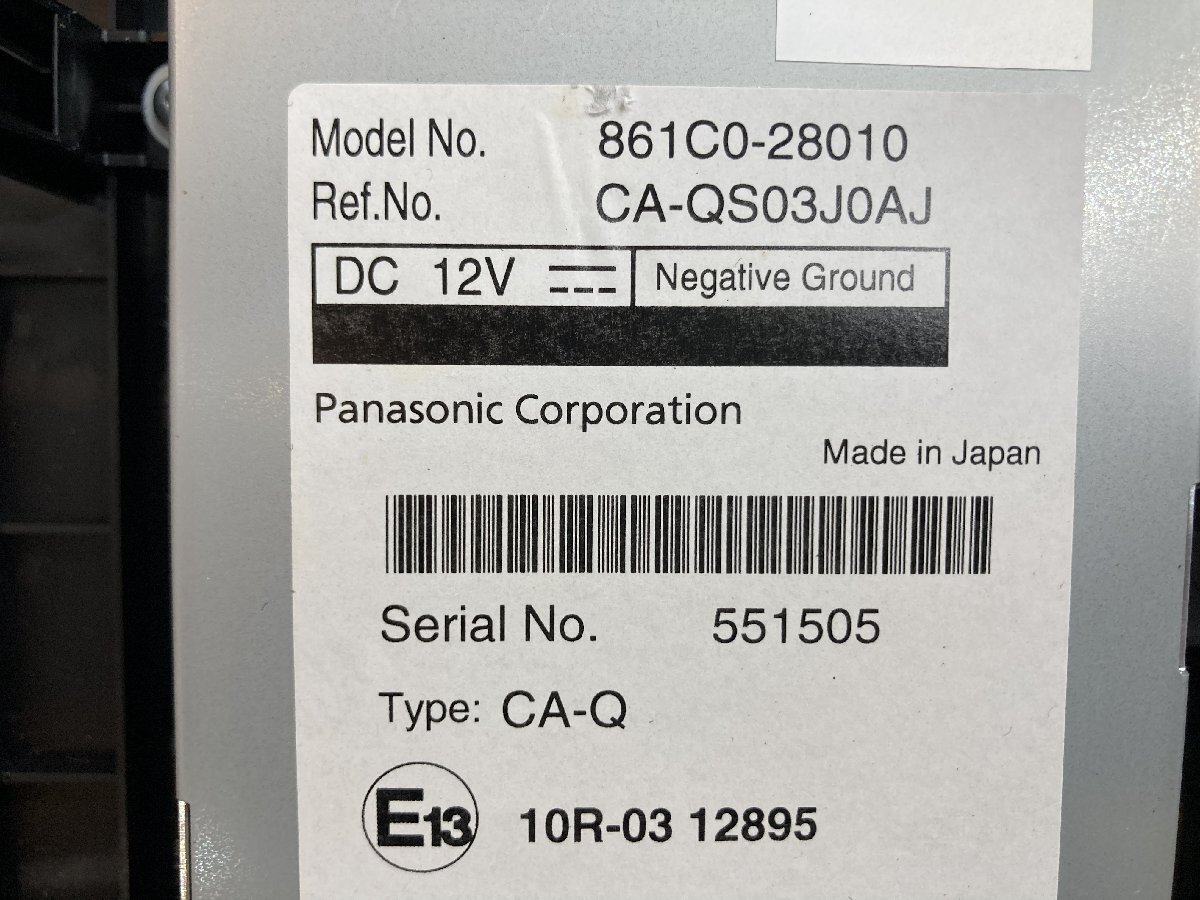 Model No. 861C0-28010
Ref.No. CA-QS03J0AJ
DC 12V Negative Ground
Panasonic Corporation
Made in Japan
Serial No. 551505
Type: CA-Q
E13 10R-03 12895